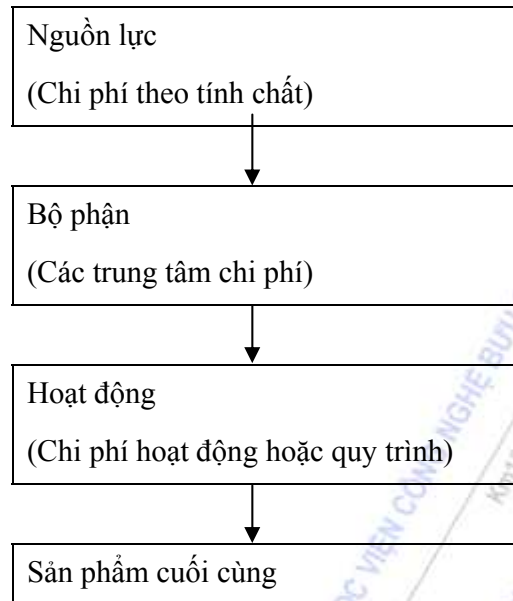 Nguồn lực
(Chi phí theo tính chất)
Bộ phận
(Các trung tâm chi phí)
Hoạt động
(Chi phí hoạt động hoặc quy trình)
Sản phẩm cuối cùng